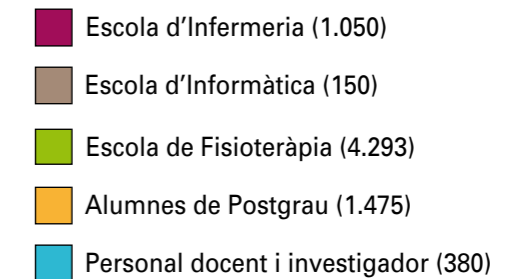 Escola d’Infermeria (1.050)
Escola d’Informàtica (150)
Escola de Fisioteràpia (4.293)
Alumnes de Postgrau (1.475)
Personal docent i investigador (380)